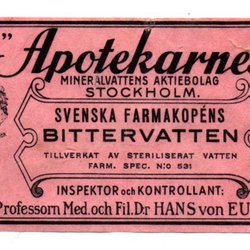 "
Apotekarne
MINERALVATTENS AKTIEBOLAG
STOCKHOLM.
SVENSKA FARMAKOPÉNS
BITTERVATTEN
TILLVERKAT AV STERILISERAT VATTEN
FARM. SPEC. N:O 531
INSPEKTOR och KONTROLLANT:
Professorn Med. och Fil. Dr HANS von EU